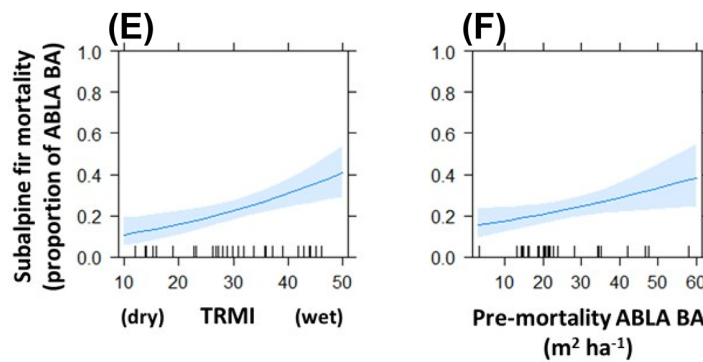 (E)
Subalpine fir mortality
(proportion of ABLA BA)
1.0
0.8
0.6
0.4
0.2
0.0
10 20 30 40 50
(dry) TRMI (wet)
(F)
1.0
0.8
0.6
0.4
0.2
0.0
10 20 30 40 50 60
Pre-mortality ABLA BA
(m² ha⁻¹)